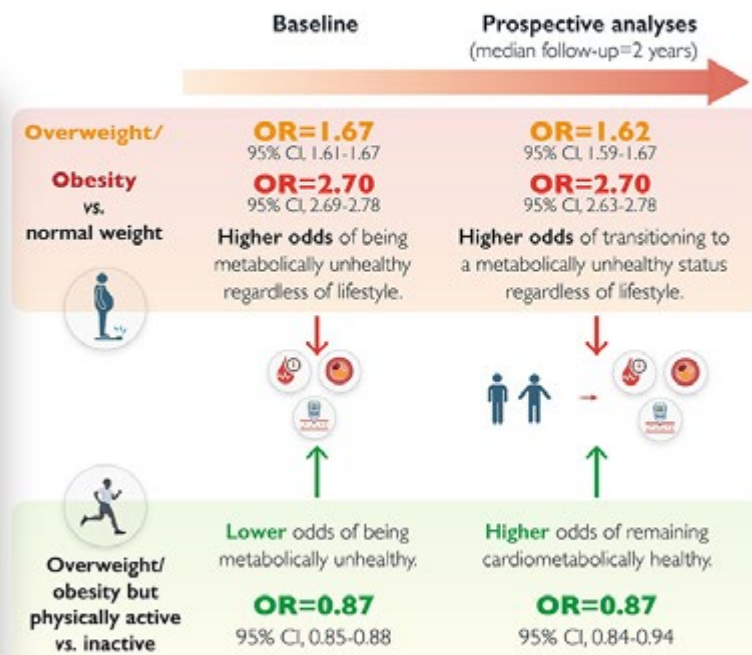 Baseline
Prospective analyses
(median follow-up=2 years)
Overweight/
Obesity
vs.
normal weight
OR=1.67
95% CI, 1.61-1.67
OR=2.70
95% CI, 2.69-2.78
Higher odds of being
metabolically unhealthy
regardless of lifestyle.
OR=1.62
95% CI, 1.59-1.67
OR=2.70
95% CI, 2.63-2.78
Higher odds of transitioning to
a metabolically unhealthy status
regardless of lifestyle.
Overweight/
obesity but
physically active
vs. inactive
Lower odds of being
metabolically unhealthy.
OR=0.87
95% CI, 0.85-0.88
Higher odds of remaining
cardiometabolically healthy.
OR=0.87
95% CI, 0.84-0.94